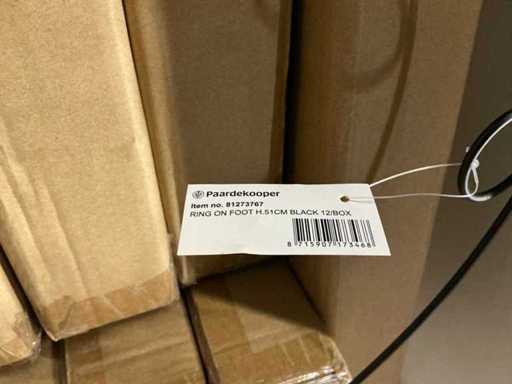 Paardekooper
Item no. 81273767
RING ON FOOT H.51CM BLACK 12/BOX
8 715907 173468